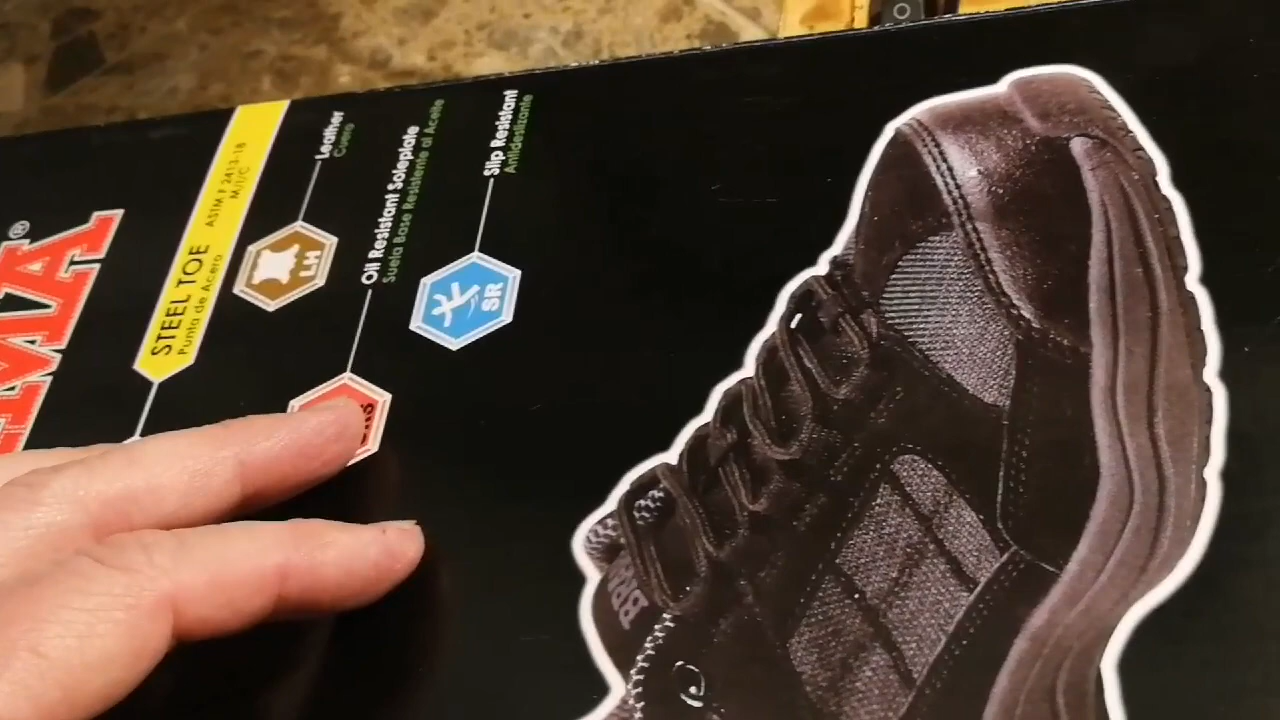 STEEL TOE ASTM F 2413-18
Punta de Acero M/I/C
Leather
Cuero
LH
Oil Resistant Soleplate
Suela Base Resistente al Aceite
Slip Resistant
Antideslizante
SR